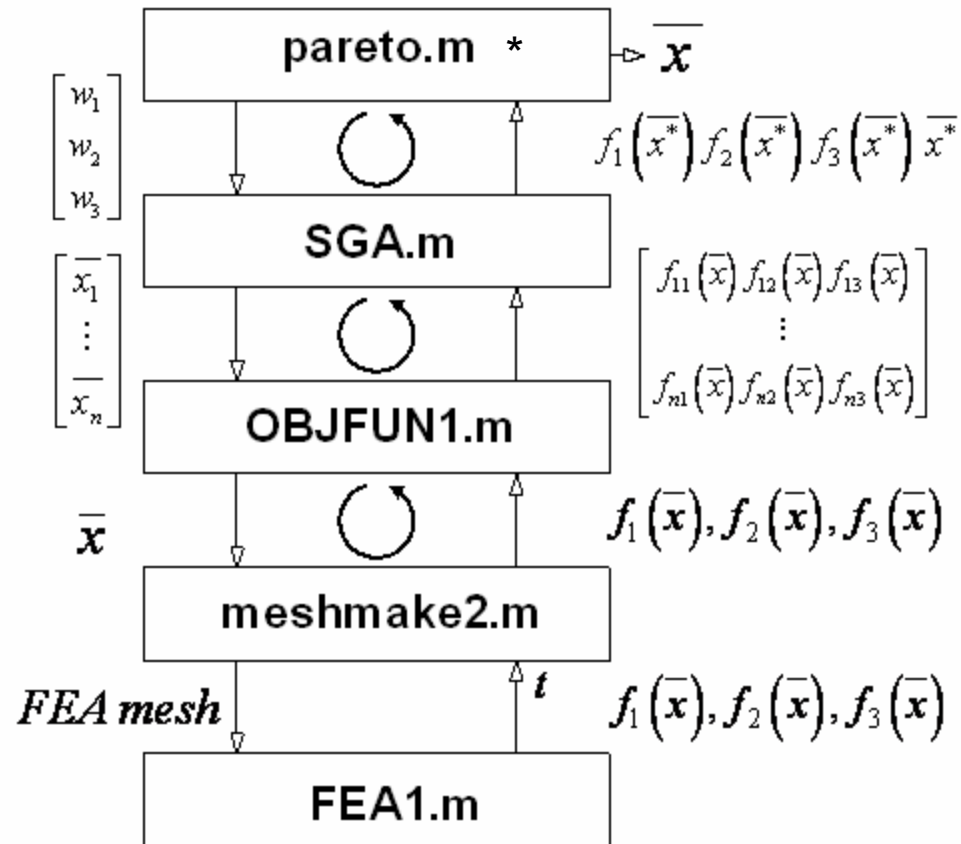 pareto.m *
x̅
w₁
w₂
w₃
f₁(x̅*) f₂(x̅*) f₃(x̅*) x̅*
SGA.m
x̅₁
⋮
x̅ₙ
f₁₁(x̅) f₁₂(x̅) f₁₃(x̅)
⋮
fₙ₁(x̅) fₙ₂(x̅) fₙ₃(x̅)
OBJFUN1.m
x̅
f₁(x̅), f₂(x̅), f₃(x̅)
meshmake2.m
FEA mesh
t
f₁(x̅), f₂(x̅), f₃(x̅)
FEA1.m